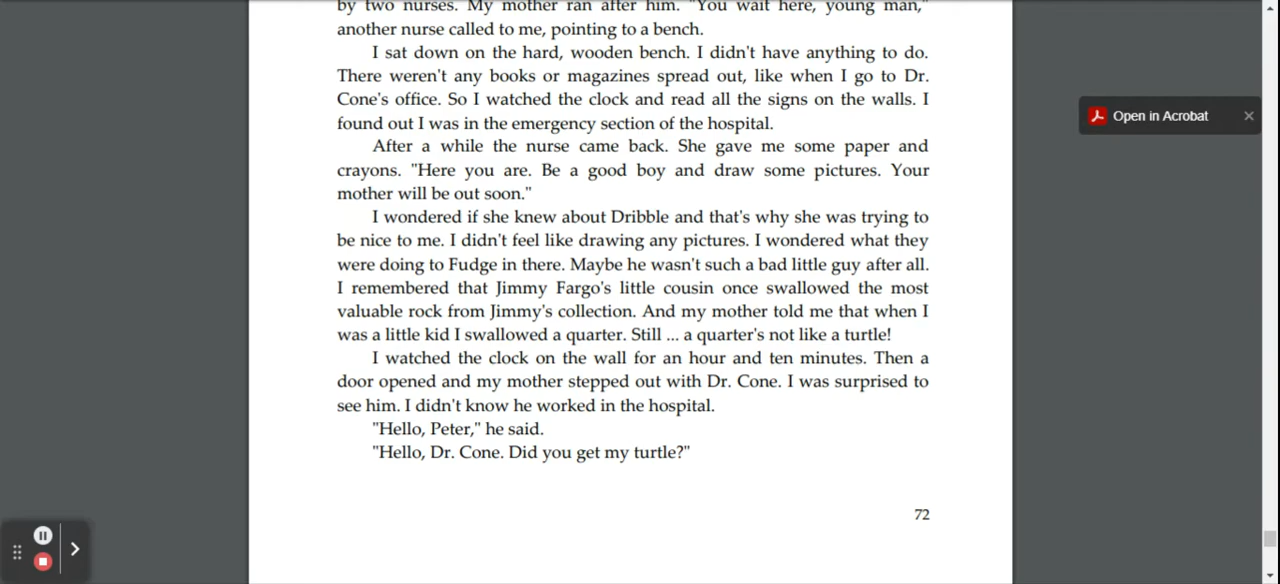 by two nurses. My mother ran after him. "You wait here, young man,"
another nurse called to me, pointing to a bench.
I sat down on the hard, wooden bench. I didn't have anything to do.
There weren't any books or magazines spread out, like when I go to Dr.
Cone's office. So I watched the clock and read all the signs on the walls. I
found out I was in the emergency section of the hospital.
After a while the nurse came back. She gave me some paper and
crayons. "Here you are. Be a good boy and draw some pictures. Your
mother will be out soon."
I wondered if she knew about Dribble and that's why she was trying to
be nice to me. I didn't feel like drawing any pictures. I wondered what they
were doing to Fudge in there. Maybe he wasn't such a bad little guy after all.
I remembered that Jimmy Fargo's little cousin once swallowed the most
valuable rock from Jimmy's collection. And my mother told me that when I
was a little kid I swallowed a quarter. Still ... a quarter's not like a turtle!
I watched the clock on the wall for an hour and ten minutes. Then a
door opened and my mother stepped out with Dr. Cone. I was surprised to
see him. I didn't know he worked in the hospital.
"Hello, Peter," he said.
"Hello, Dr. Cone. Did you get my turtle?"
72
Open in Acrobat